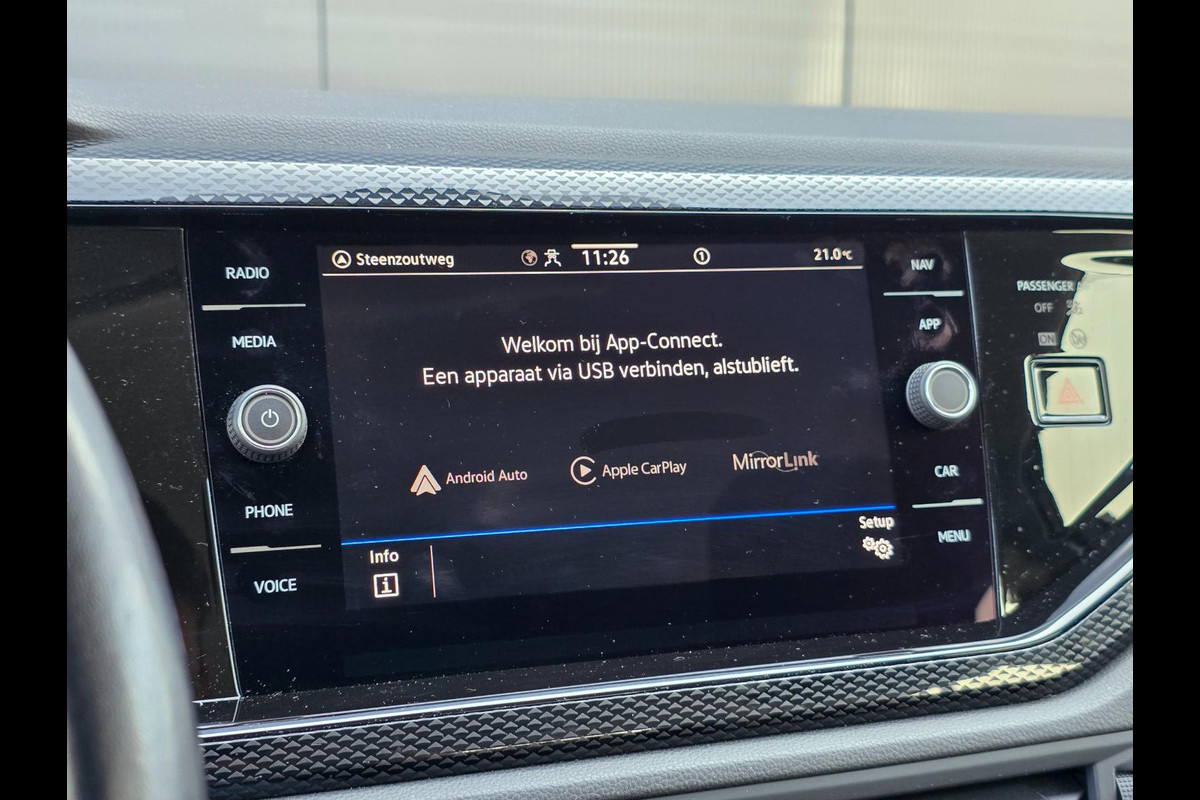 Steenzoutweg 11:26 1 21.0°C
RADIO
MEDIA
PHONE
VOICE
Welkom bij App-Connect.
Een apparaat via USB verbinden, alstublieft.
Android Auto Apple CarPlay MirrorLink
Info
Setup
NAV
APP
CAR
MENU
PASSENGER
OFF
ON